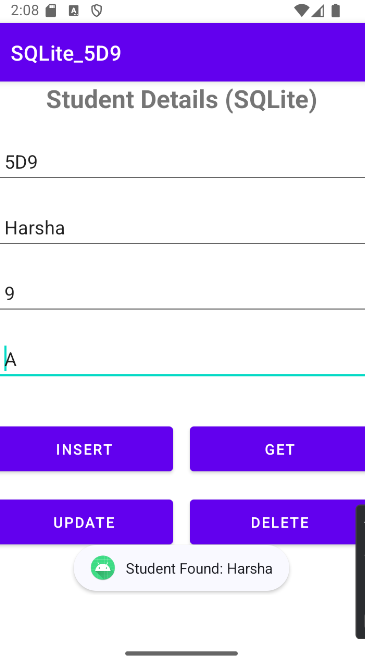 2:08
SQLite_5D9
Student Details (SQLite)
5D9
Harsha
9
A
INSERT GET
UPDATE DELETE
Student Found: Harsha